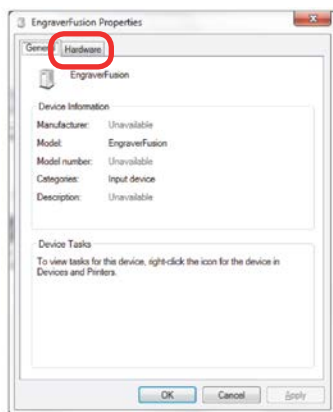 EngraverFusion Properties
General Hardware
EngraverFusion
Device Information
Manufacturer: Unavailable
Model: EngraverFusion
Model number: Unavailable
Categories: Input device
Description: Unavailable
Device Tasks
To view tasks for this device, right-click the icon for the device in
Devices and Printers.
OK Cancel Apply